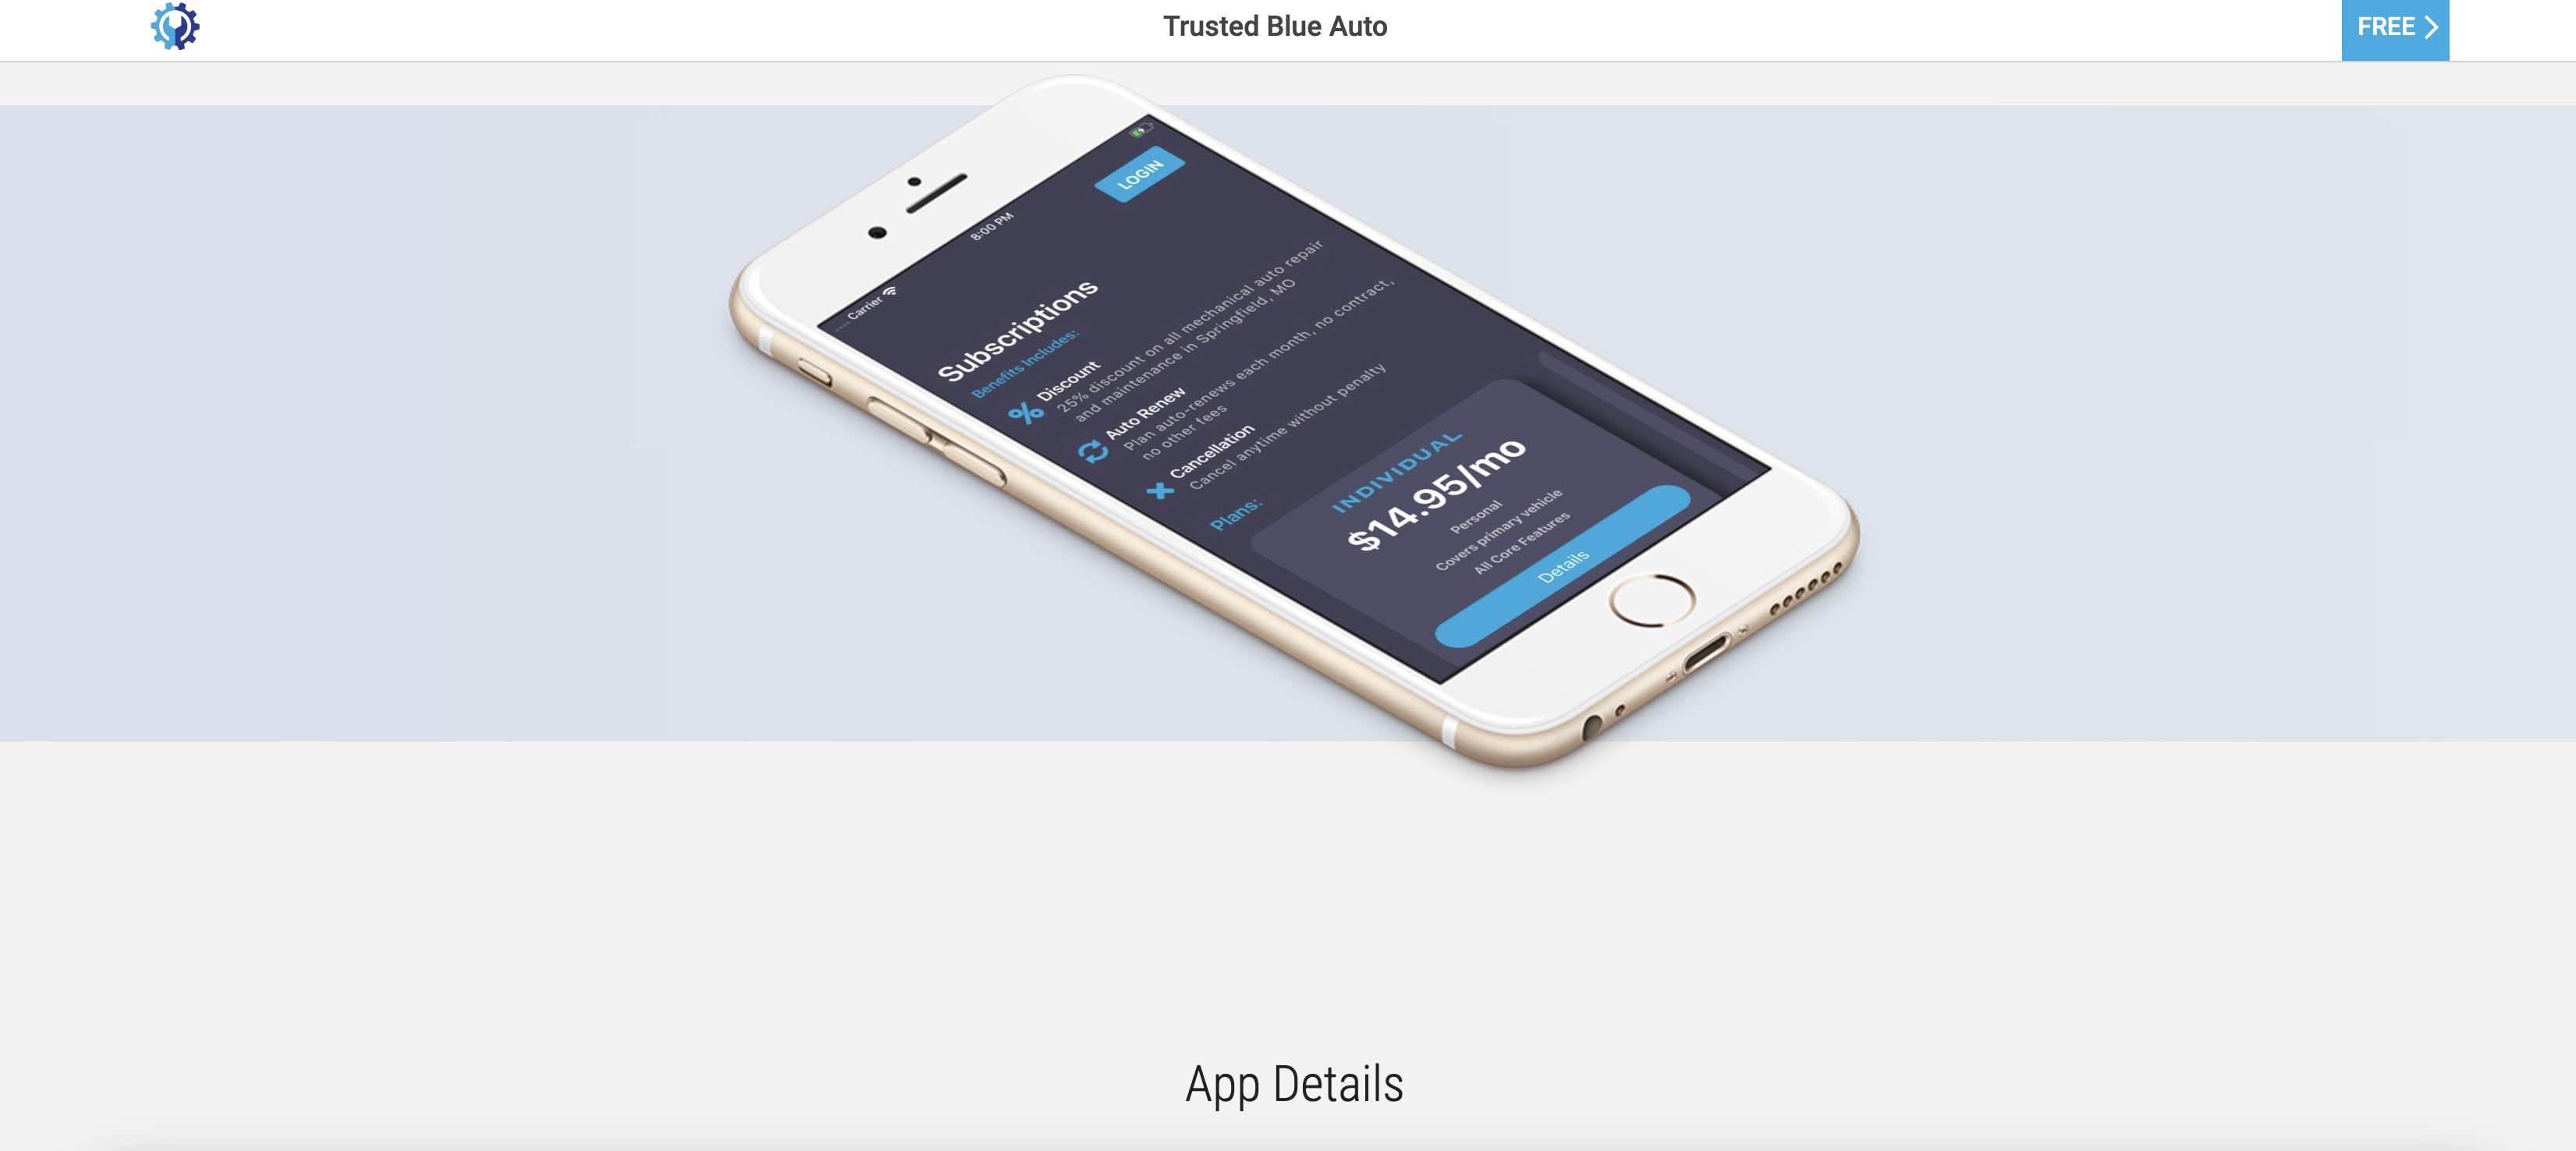 Trusted Blue Auto
FREE
Carrier
8:00 PM
LOGIN
Subscriptions
Benefits Includes:
Discount
25% discount on all mechanical auto repair
and maintenance in Springfield, MO
Auto Renew
Plan auto-renews each month, no contract,
no other fees
Cancellation
Cancel anytime without penalty
Plans:
INDIVIDUAL
$14.95/mo
Personal
Covers primary vehicle
All Core Features
Details
App Details